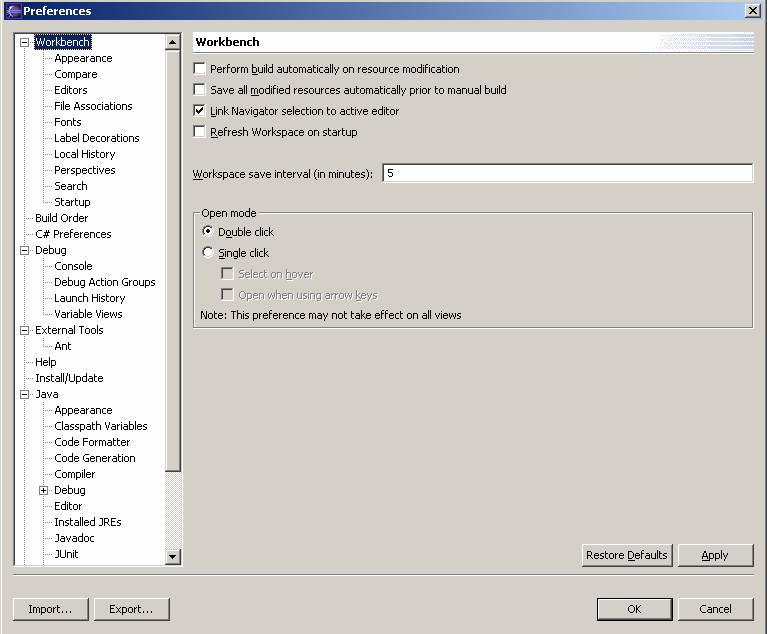 Preferences
Workbench
Appearance
Compare
Editors
File Associations
Fonts
Label Decorations
Local History
Perspectives
Search
Startup
Build Order
C# Preferences
Debug
Console
Debug Action Groups
Launch History
Variable Views
External Tools
Ant
Help
Install/Update
Java
Appearance
Classpath Variables
Code Formatter
Code Generation
Compiler
Debug
Editor
Installed JREs
Javadoc
JUnit
Workbench
Perform build automatically on resource modification
Save all modified resources automatically prior to manual build
Link Navigator selection to active editor
Refresh Workspace on startup
Workspace save interval (in minutes): 5
Open mode
Double click
Single click
Select on hover
Open when using arrow keys
Note: This preference may not take effect on all views
Restore Defaults Apply
Import... Export... OK Cancel